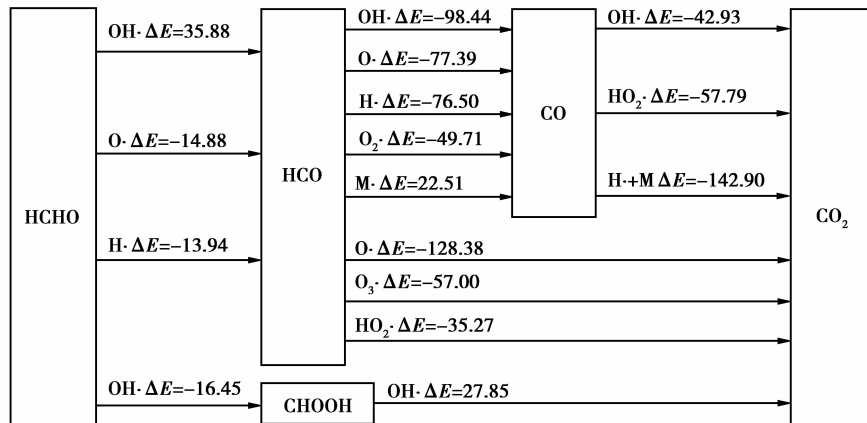 OH· ΔE=35.88
O· ΔE=−14.88
H· ΔE=−13.94
OH· ΔE=−16.45
HCHO
HCO
CHOOH
OH· ΔE=−98.44
O· ΔE=−77.39
H· ΔE=−76.50
O₂· ΔE=−49.71
M· ΔE=22.51
O· ΔE=−128.38
O₃· ΔE=−57.00
HO₂· ΔE=−35.27
OH· ΔE=27.85
CO
OH· ΔE=−42.93
HO₂· ΔE=−57.79
H·+M ΔE=−142.90
CO₂